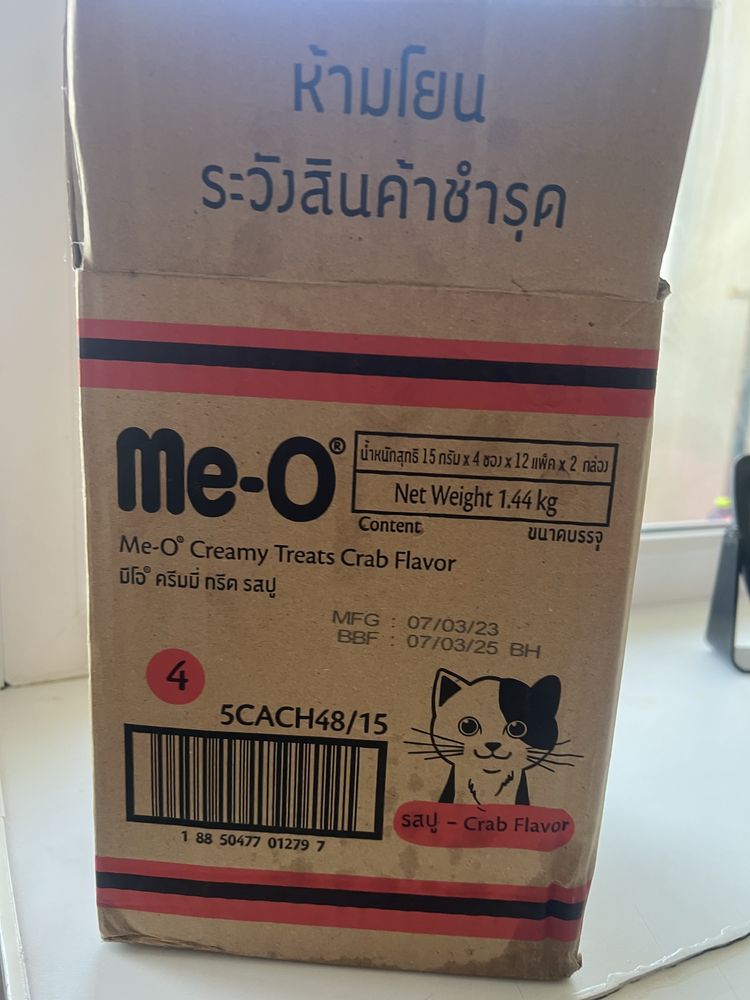 ห้ามโยน
ระวังสินค้าชำรุด
me-O®
น้ำหนักสุทธิ 15 กรัม x 4 ซอง x 12 แพ็ค x 2 กล่อง
Net Weight 1.44 kg
Content ขนาดบรรจุ
Me-O® Creamy Treats Crab Flavor
มีโอ® ครีมมี่ ทรีต รสปู
MFG : 07/03/23
BBF : 07/03/25 BH
4
5CACH48/15
1 88 50477 01279 7
รสปู - Crab Flavor